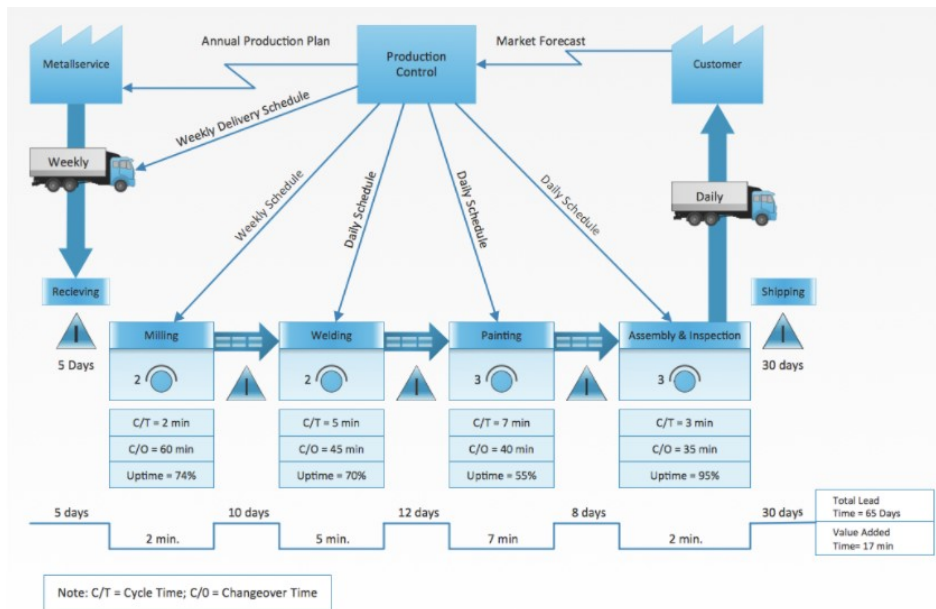 Metallservice
Annual Production Plan
Production
Control
Market Forecast
Customer
Weekly Delivery Schedule
Weekly
Weekly Schedule
Daily Schedule
Daily Schedule
Daily Schedule
Daily
Recieving
Shipping
5 Days
30 days
Milling
Welding
Painting
Assembly & Inspection
2
I
2
I
3
I
3
I
I
C/T = 2 min
C/T = 5 min
C/T = 7 min
C/T = 3 min
C/O = 60 min
C/O = 45 min
C/O = 40 min
C/O = 35 min
Uptime = 74%
Uptime = 70%
Uptime = 55%
Uptime = 95%
5 days
10 days
12 days
8 days
30 days
2 min.
5 min.
7 min
2 min.
Total Lead
Time = 65 Days
Value Added
Time= 17 min
Note: C/T = Cycle Time; C/0 = Changeover Time